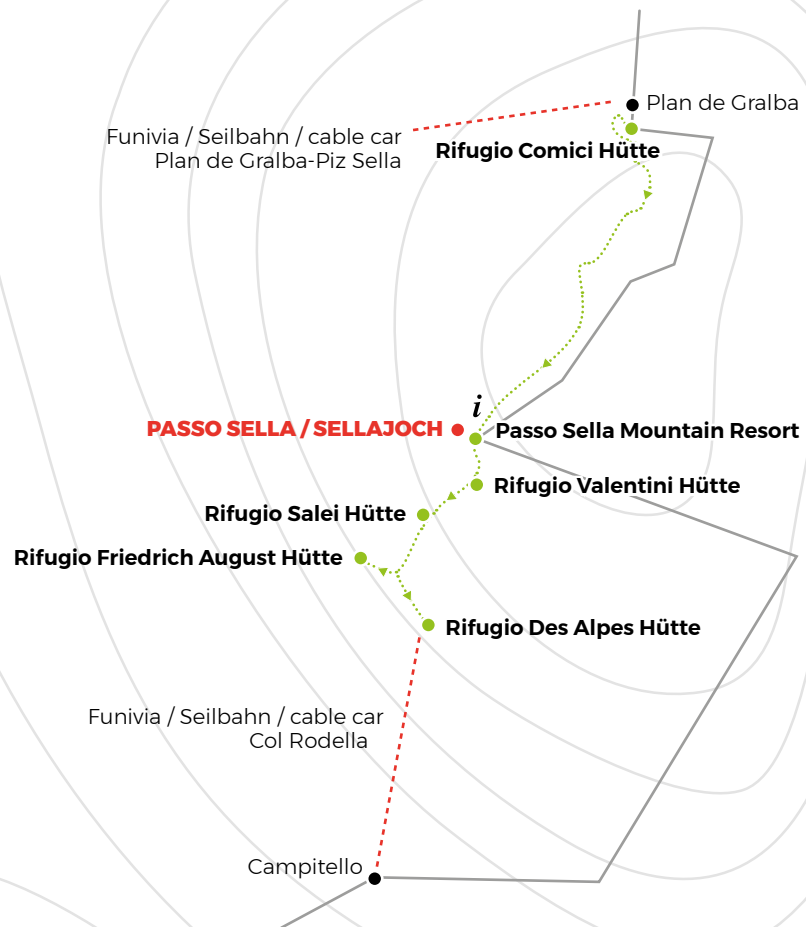 Plan de Gralba
Funivia / Seilbahn / cable car
Plan de Gralba-Piz Sella
Rifugio Comici Hütte
i
PASSO SELLA / SELLAJOCH
Passo Sella Mountain Resort
Rifugio Valentini Hütte
Rifugio Salei Hütte
Rifugio Friedrich August Hütte
Rifugio Des Alpes Hütte
Funivia / Seilbahn / cable car
Col Rodella
Campitello